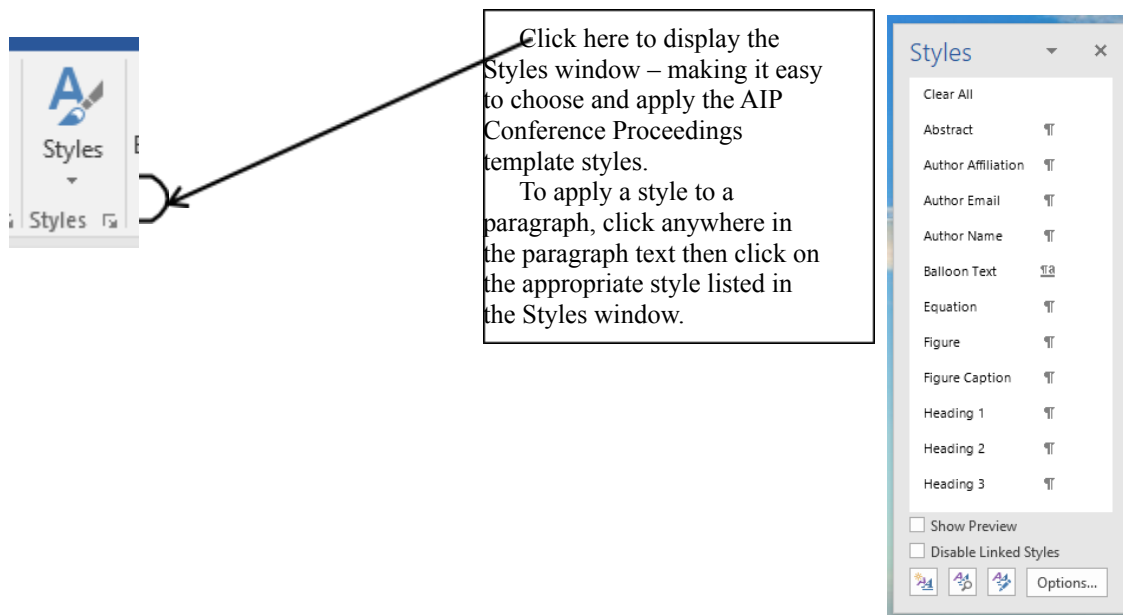 Styles
Styles
Click here to display the
Styles window – making it easy
to choose and apply the AIP
Conference Proceedings
template styles.
To apply a style to a
paragraph, click anywhere in
the paragraph text then click on
the appropriate style listed in
the Styles window.
Styles
Clear All
Abstract ¶
Author Affiliation ¶
Author Email ¶
Author Name ¶
Balloon Text ¶a
Equation ¶
Figure ¶
Figure Caption ¶
Heading 1 ¶
Heading 2 ¶
Heading 3 ¶
Show Preview
Disable Linked Styles
Options...